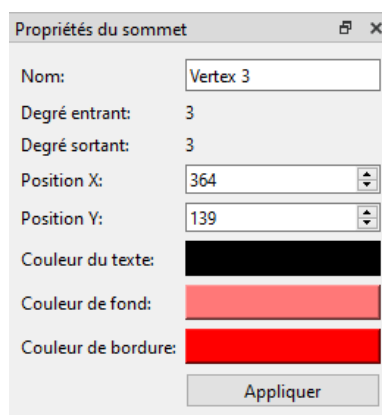 Propriétés du sommet
Nom: Vertex 3
Degré entrant: 3
Degré sortant: 3
Position X: 364
Position Y: 139
Couleur du texte:
Couleur de fond:
Couleur de bordure:
Appliquer